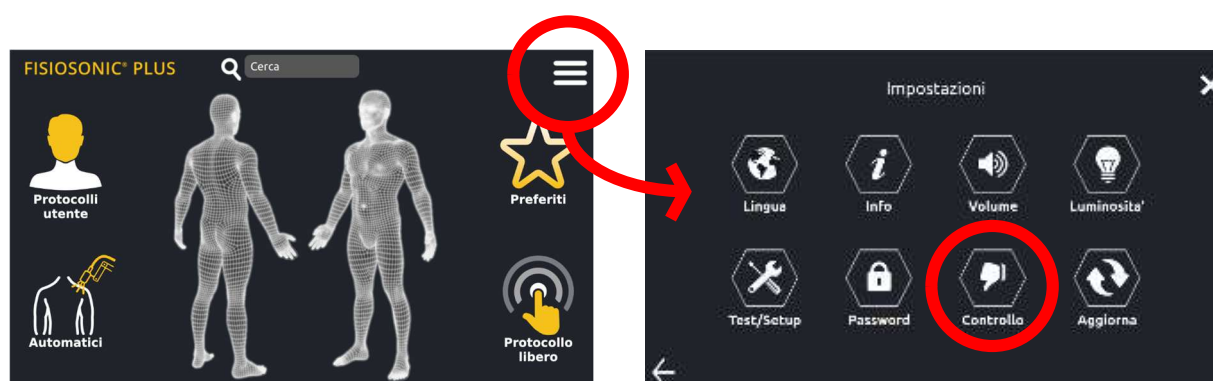 FISIOSONIC® PLUS
Cerca
Protocolli
utente
Preferiti
Automatici
Protocollo
libero
Impostazioni
Lingua
Info
Volume
Luminosita'
Test/Setup
Password
Controllo
Aggiorna